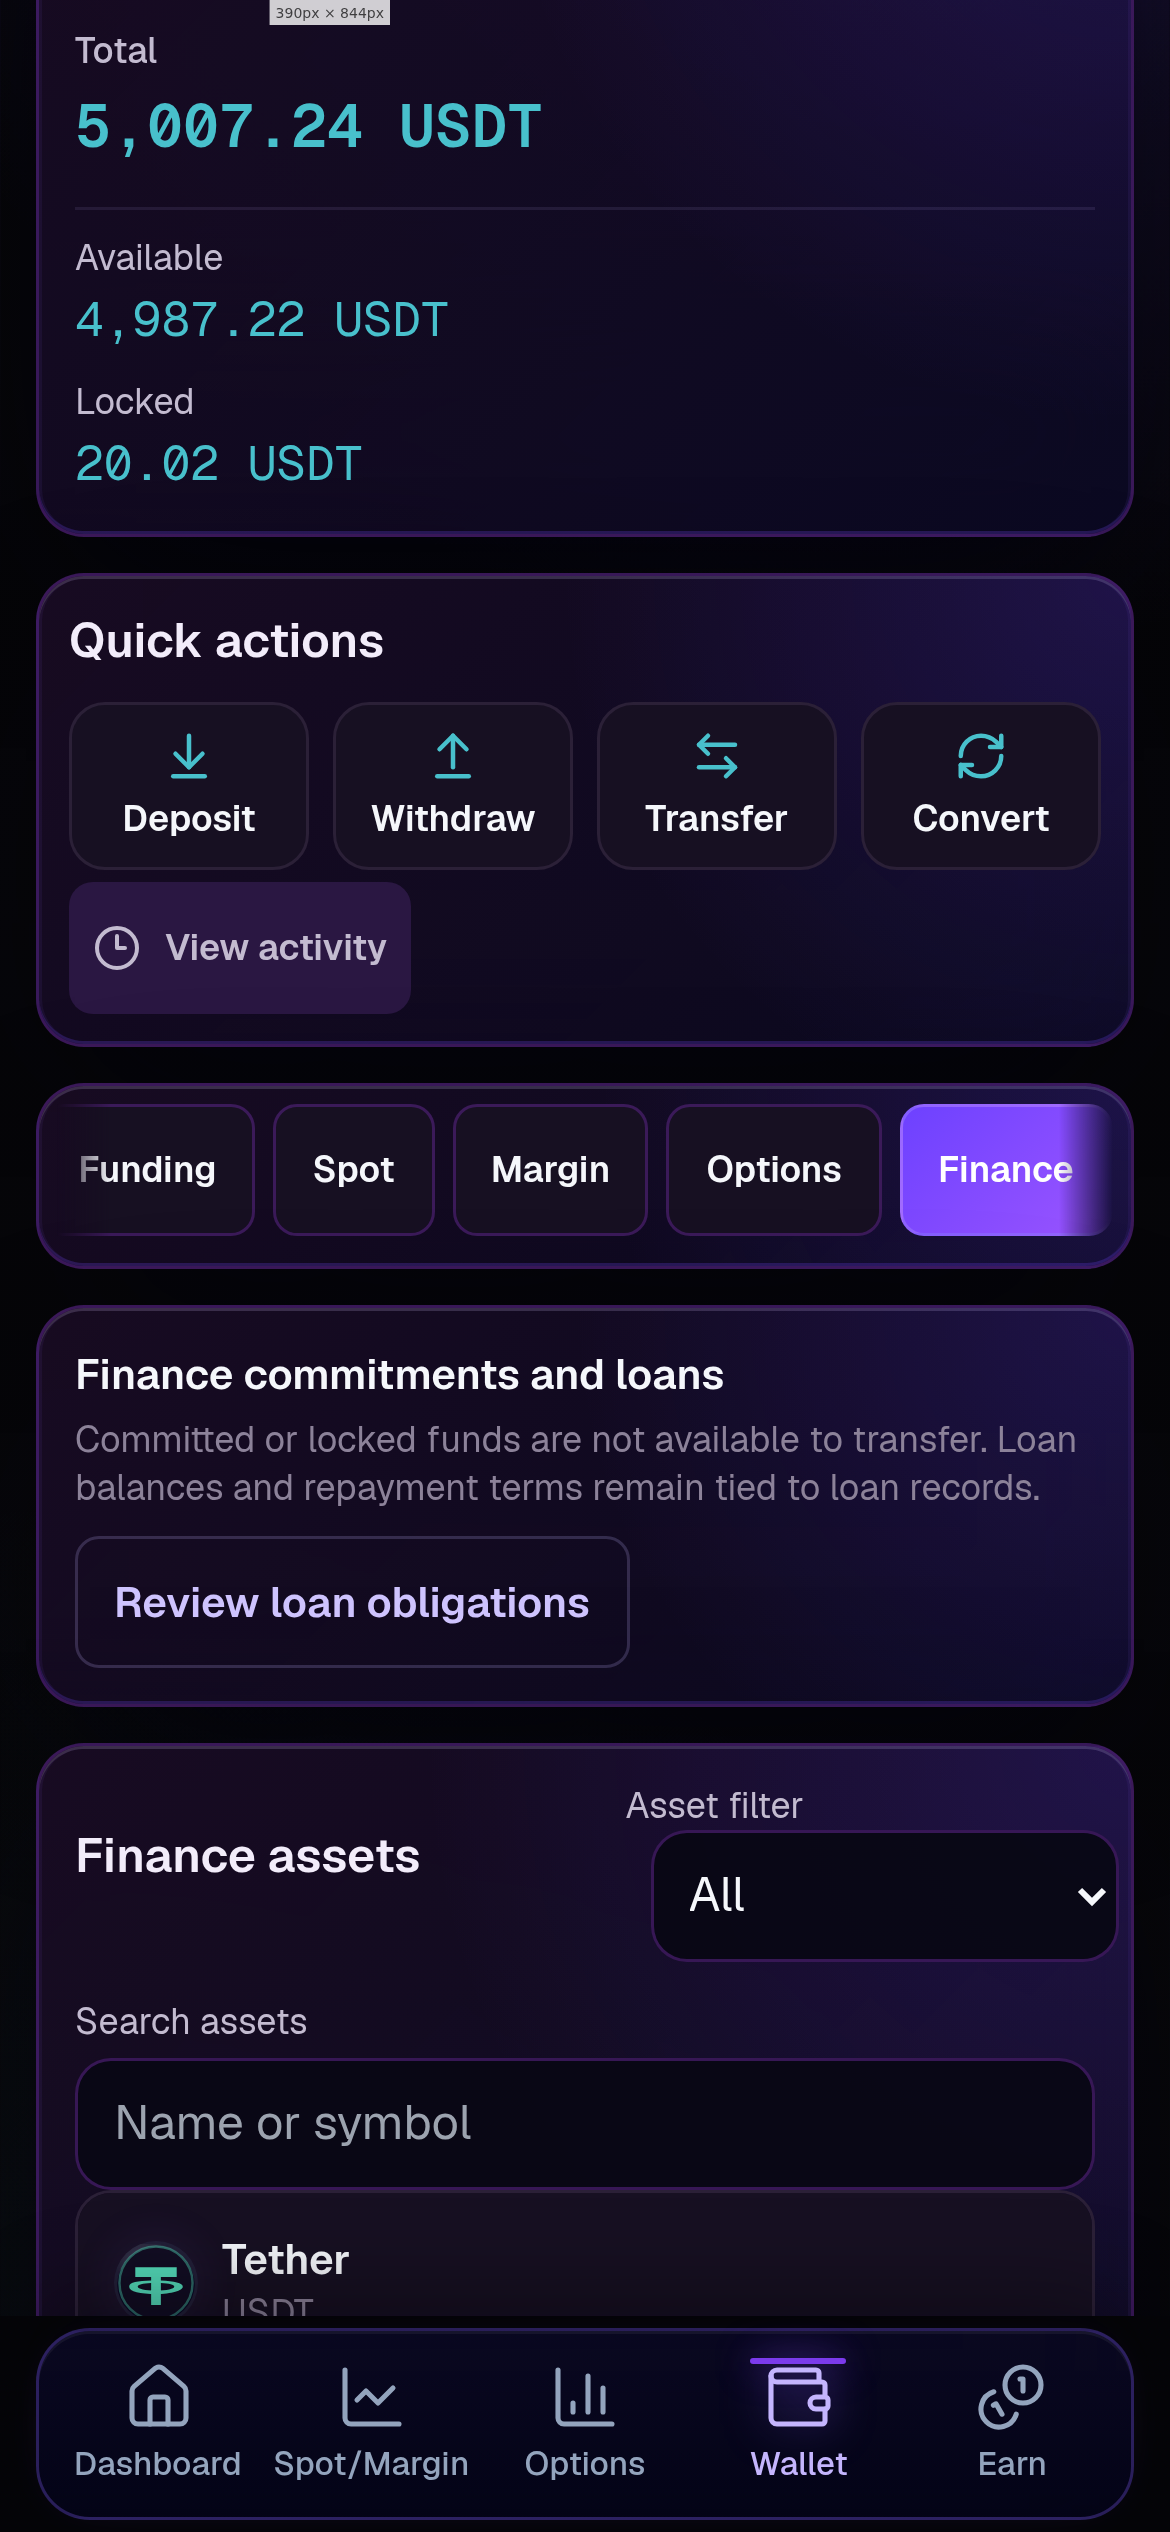 390px × 844px
Total
5,007.24 USDT
Available
4,987.22 USDT
Locked
20.02 USDT
Quick actions
Deposit
Withdraw
Transfer
Convert
View activity
Funding
Spot
Margin
Options
Finance
Finance commitments and loans
Committed or locked funds are not available to transfer. Loan
balances and repayment terms remain tied to loan records.
Review loan obligations
Asset filter
Finance assets
All
Search assets
Name or symbol
Tether
USDT
Dashboard
Spot/Margin
Options
Wallet
Earn